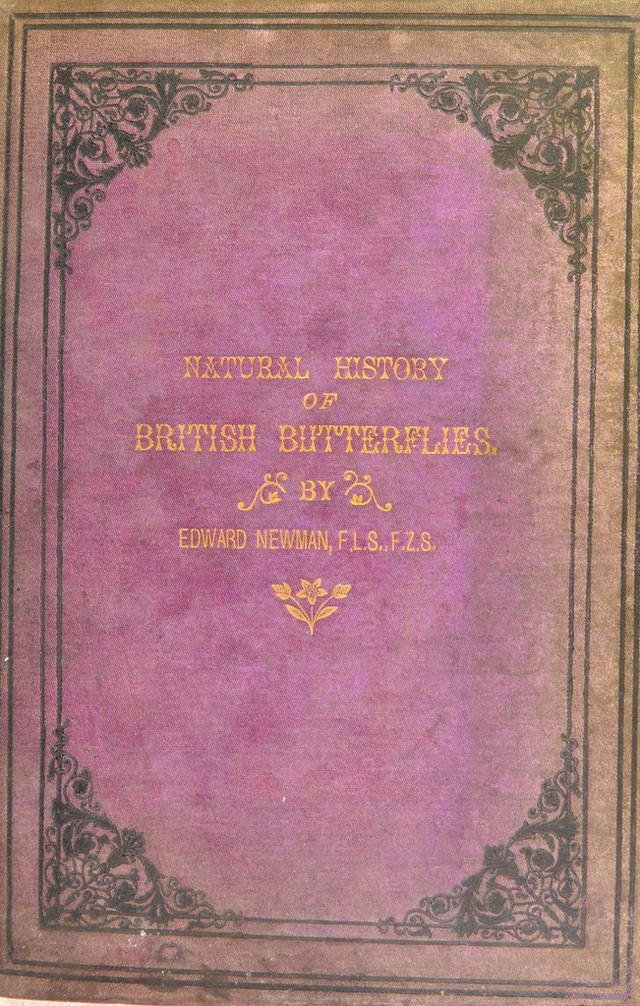 NATURAL HISTORY
OF
BRITISH BUTTERFLIES.
BY
EDWARD NEWMAN, F.L.S., F.Z.S.